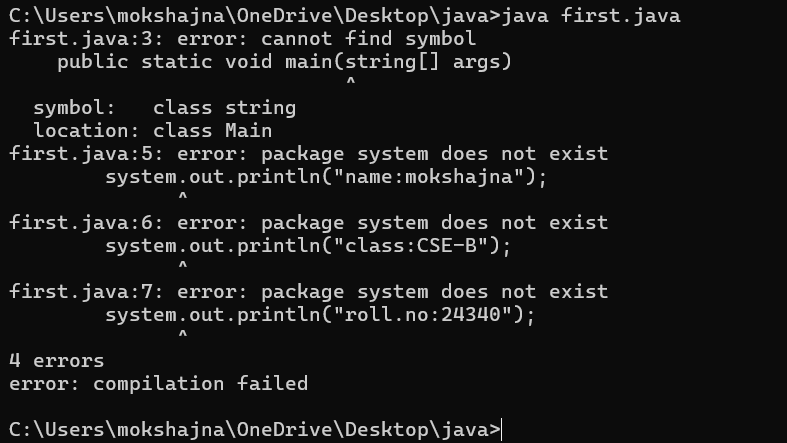 C:\Users\mokshajna\OneDrive\Desktop\java>java first.java
first.java:3: error: cannot find symbol
    public static void main(string[] args)
                            ^
  symbol:   class string
  location: class Main
first.java:5: error: package system does not exist
        system.out.println("name:mokshajna");
              ^
first.java:6: error: package system does not exist
        system.out.println("class:CSE-B");
              ^
first.java:7: error: package system does not exist
        system.out.println("roll.no:24340");
              ^
4 errors
error: compilation failed

C:\Users\mokshajna\OneDrive\Desktop\java>